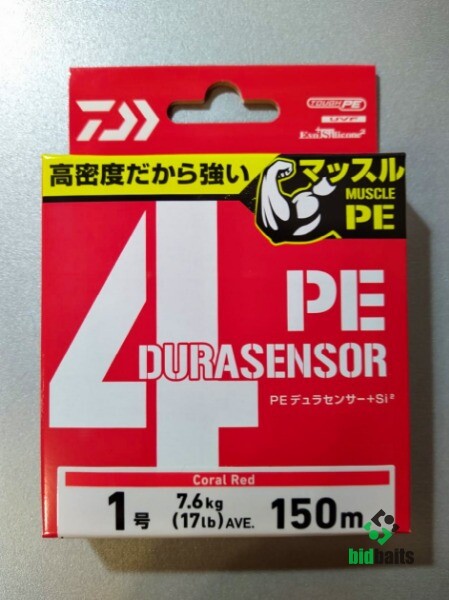 TOUGH PE
UVF
Evo Silicone²
高密度だから強い
マッスル
MUSCLE
PE
4
PE
DURASENSOR
PEデュラセンサー+Si²
Coral Red
1号 7.6kg (17lb) AVE. 150m
bidbaits